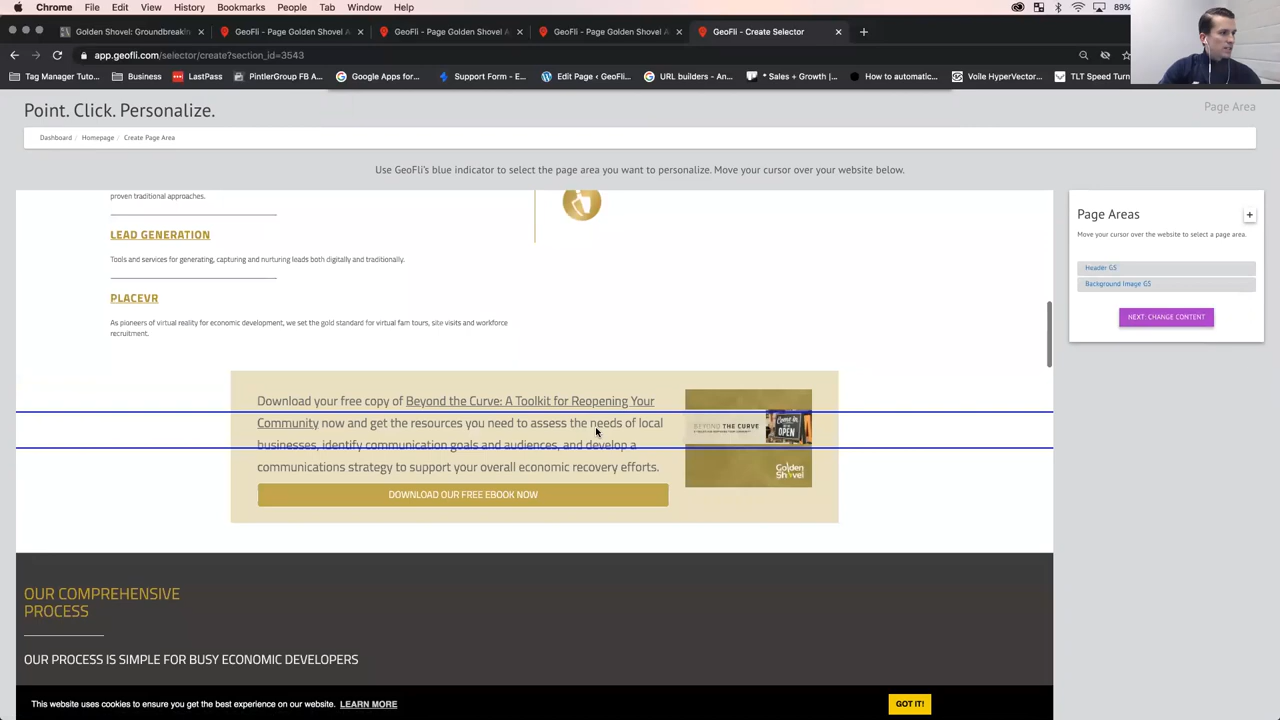 Chrome File Edit View History Bookmarks People Tab Window Help 89%
Golden Shovel: Groundbreakin GeoFli - Page Golden Shovel A GeoFli - Page Golden Shovel A GeoFli - Page Golden Shovel A GeoFli - Create Selector
app.geofli.com/selector/create?section_id=3543
Tag Manager Tuto... Business LastPass PintlerGroup FB A... Google Apps for... Support Form - E... Edit Page ‹ GeoFli... URL builders - An... * Sales + Growth |... How to automatic... Voile HyperVector... TLT Speed Turn
Point. Click. Personalize.
Page Area
Dashboard / Homepage / Create Page Area
Use GeoFli's blue indicator to select the page area you want to personalize. Move your cursor over your website below.
proven traditional approaches.
LEAD GENERATION
Tools and services for generating, capturing and nurturing leads both digitally and traditionally.
PLACEVR
As pioneers of virtual reality for economic development, we set the gold standard for virtual fam tours, site visits and workforce
recruitment.
Download your free copy of Beyond the Curve: A Toolkit for Reopening Your
Community now and get the resources you need to assess the needs of local
businesses, identify communication goals and audiences, and develop a
communications strategy to support your overall economic recovery efforts.
DOWNLOAD OUR FREE EBOOK NOW
BEYOND THE CURVE
Come in
OPEN
Golden
Shovel
OUR COMPREHENSIVE
PROCESS
OUR PROCESS IS SIMPLE FOR BUSY ECONOMIC DEVELOPERS
This website uses cookies to ensure you get the best experience on our website. LEARN MORE
GOT IT!
Page Areas
+
Move your cursor over the website to select a page area.
Header GS
Background Image GS
NEXT: CHANGE CONTENT